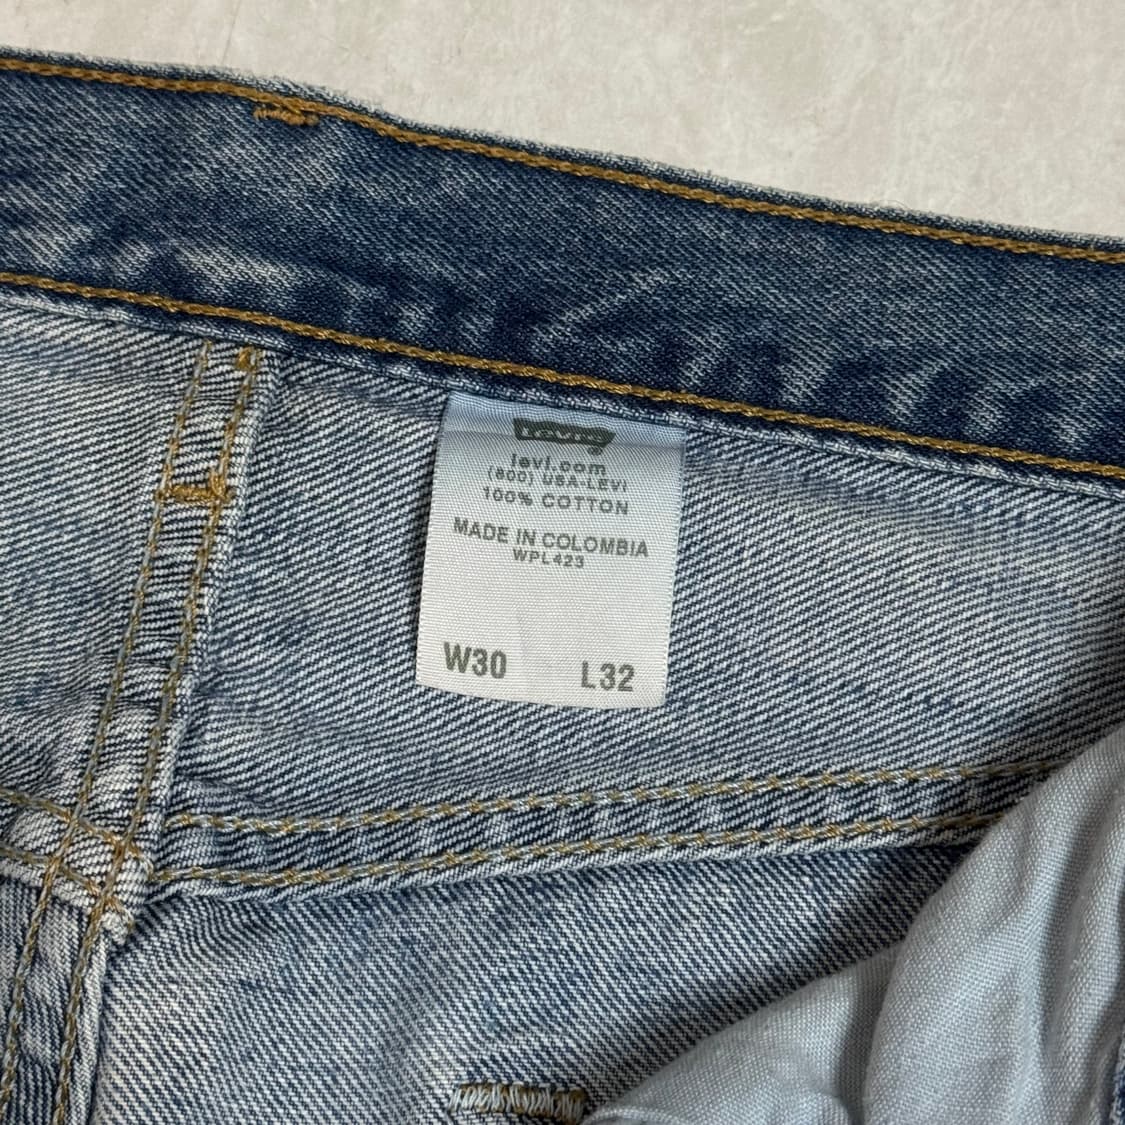 Levi's ®
levi.com
(800) USA-LEVI
100% COTTON
MADE IN COLOMBIA
WPL423
W30 L32